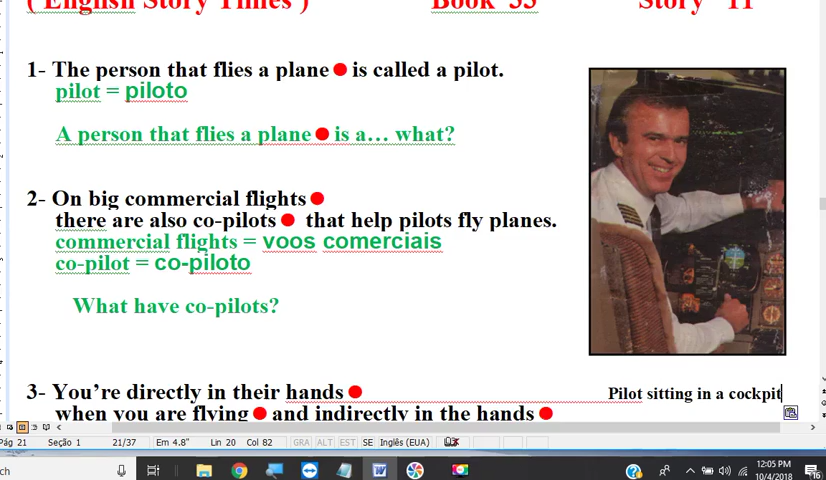 ( English Story Times )    Book 33    Story 11
1- The person that flies a plane is called a pilot.
pilot = piloto
A person that flies a plane is a… what?
2- On big commercial flights
there are also co-pilots that help pilots fly planes.
commercial flights = voos comerciais
co-pilot = co-piloto
What have co-pilots?
3- You're directly in their hands
Pilot sitting in a cockpit
when you are flying and indirectly in the hands
Pág 21 Seção 1 21/37 Em 4.8" Lin 20 Col 82 GRA ALT EST SE Inglês (EUA)
ch
12:05 PM
10/4/2018
16